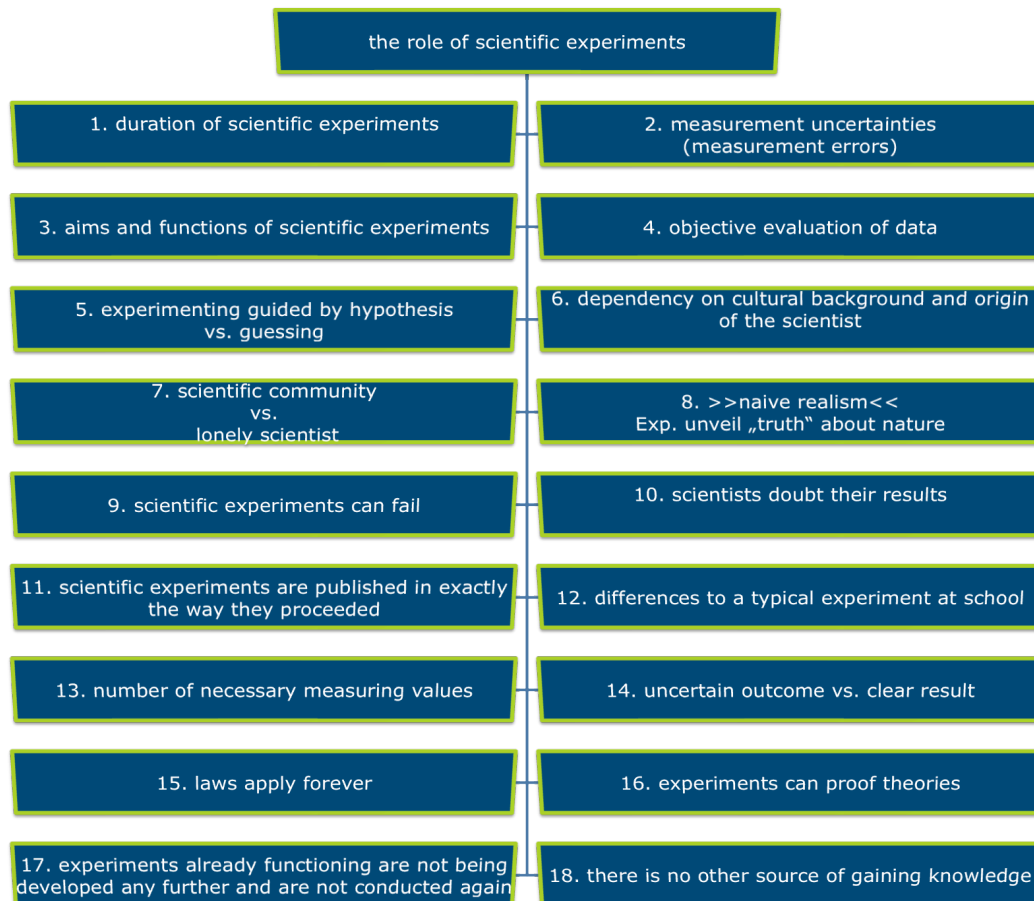 the role of scientific experiments
1. duration of scientific experiments
2. measurement uncertainties
(measurement errors)
3. aims and functions of scientific experiments
4. objective evaluation of data
5. experimenting guided by hypothesis
vs. guessing
6. dependency on cultural background and origin
of the scientist
7. scientific community
vs.
lonely scientist
8. >>naive realism<<
Exp. unveil „truth“ about nature
9. scientific experiments can fail
10. scientists doubt their results
11. scientific experiments are published in exactly
the way they proceeded
12. differences to a typical experiment at school
13. number of necessary measuring values
14. uncertain outcome vs. clear result
15. laws apply forever
16. experiments can proof theories
17. experiments already functioning are not being
developed any further and are not conducted again
18. there is no other source of gaining knowledge